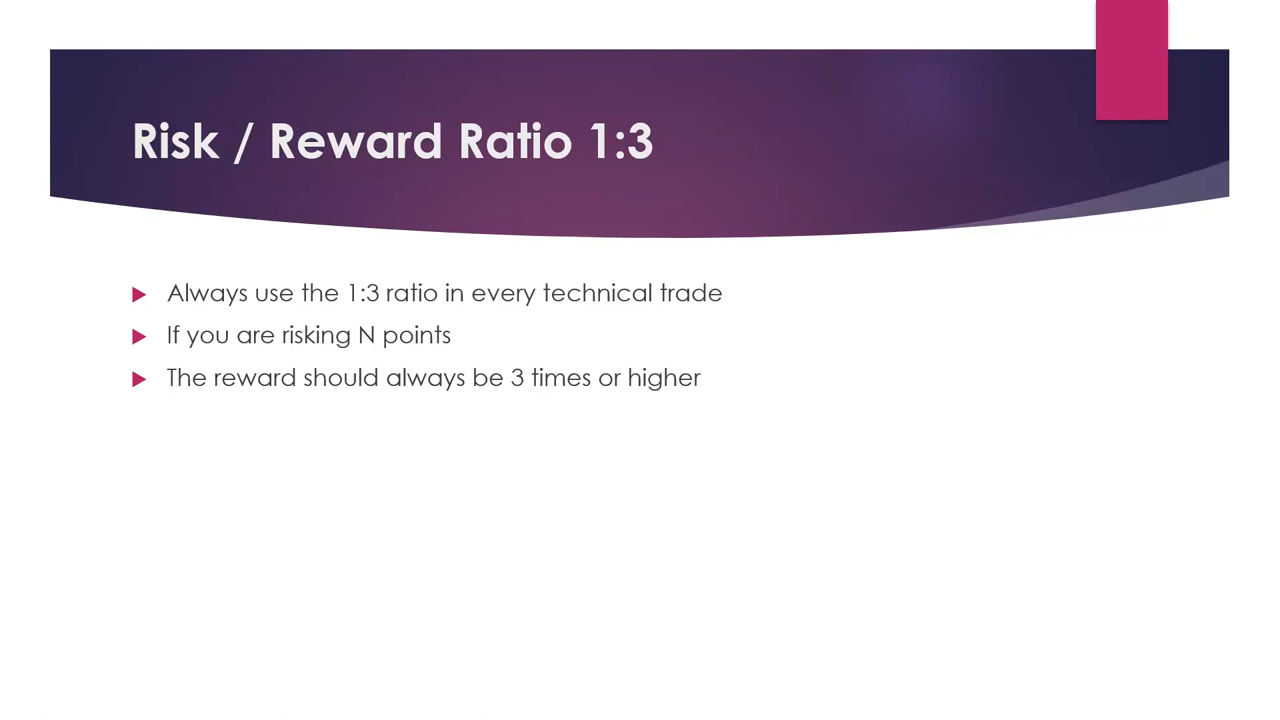 Risk / Reward Ratio 1:3
Always use the 1:3 ratio in every technical trade
If you are risking N points
The reward should always be 3 times or higher